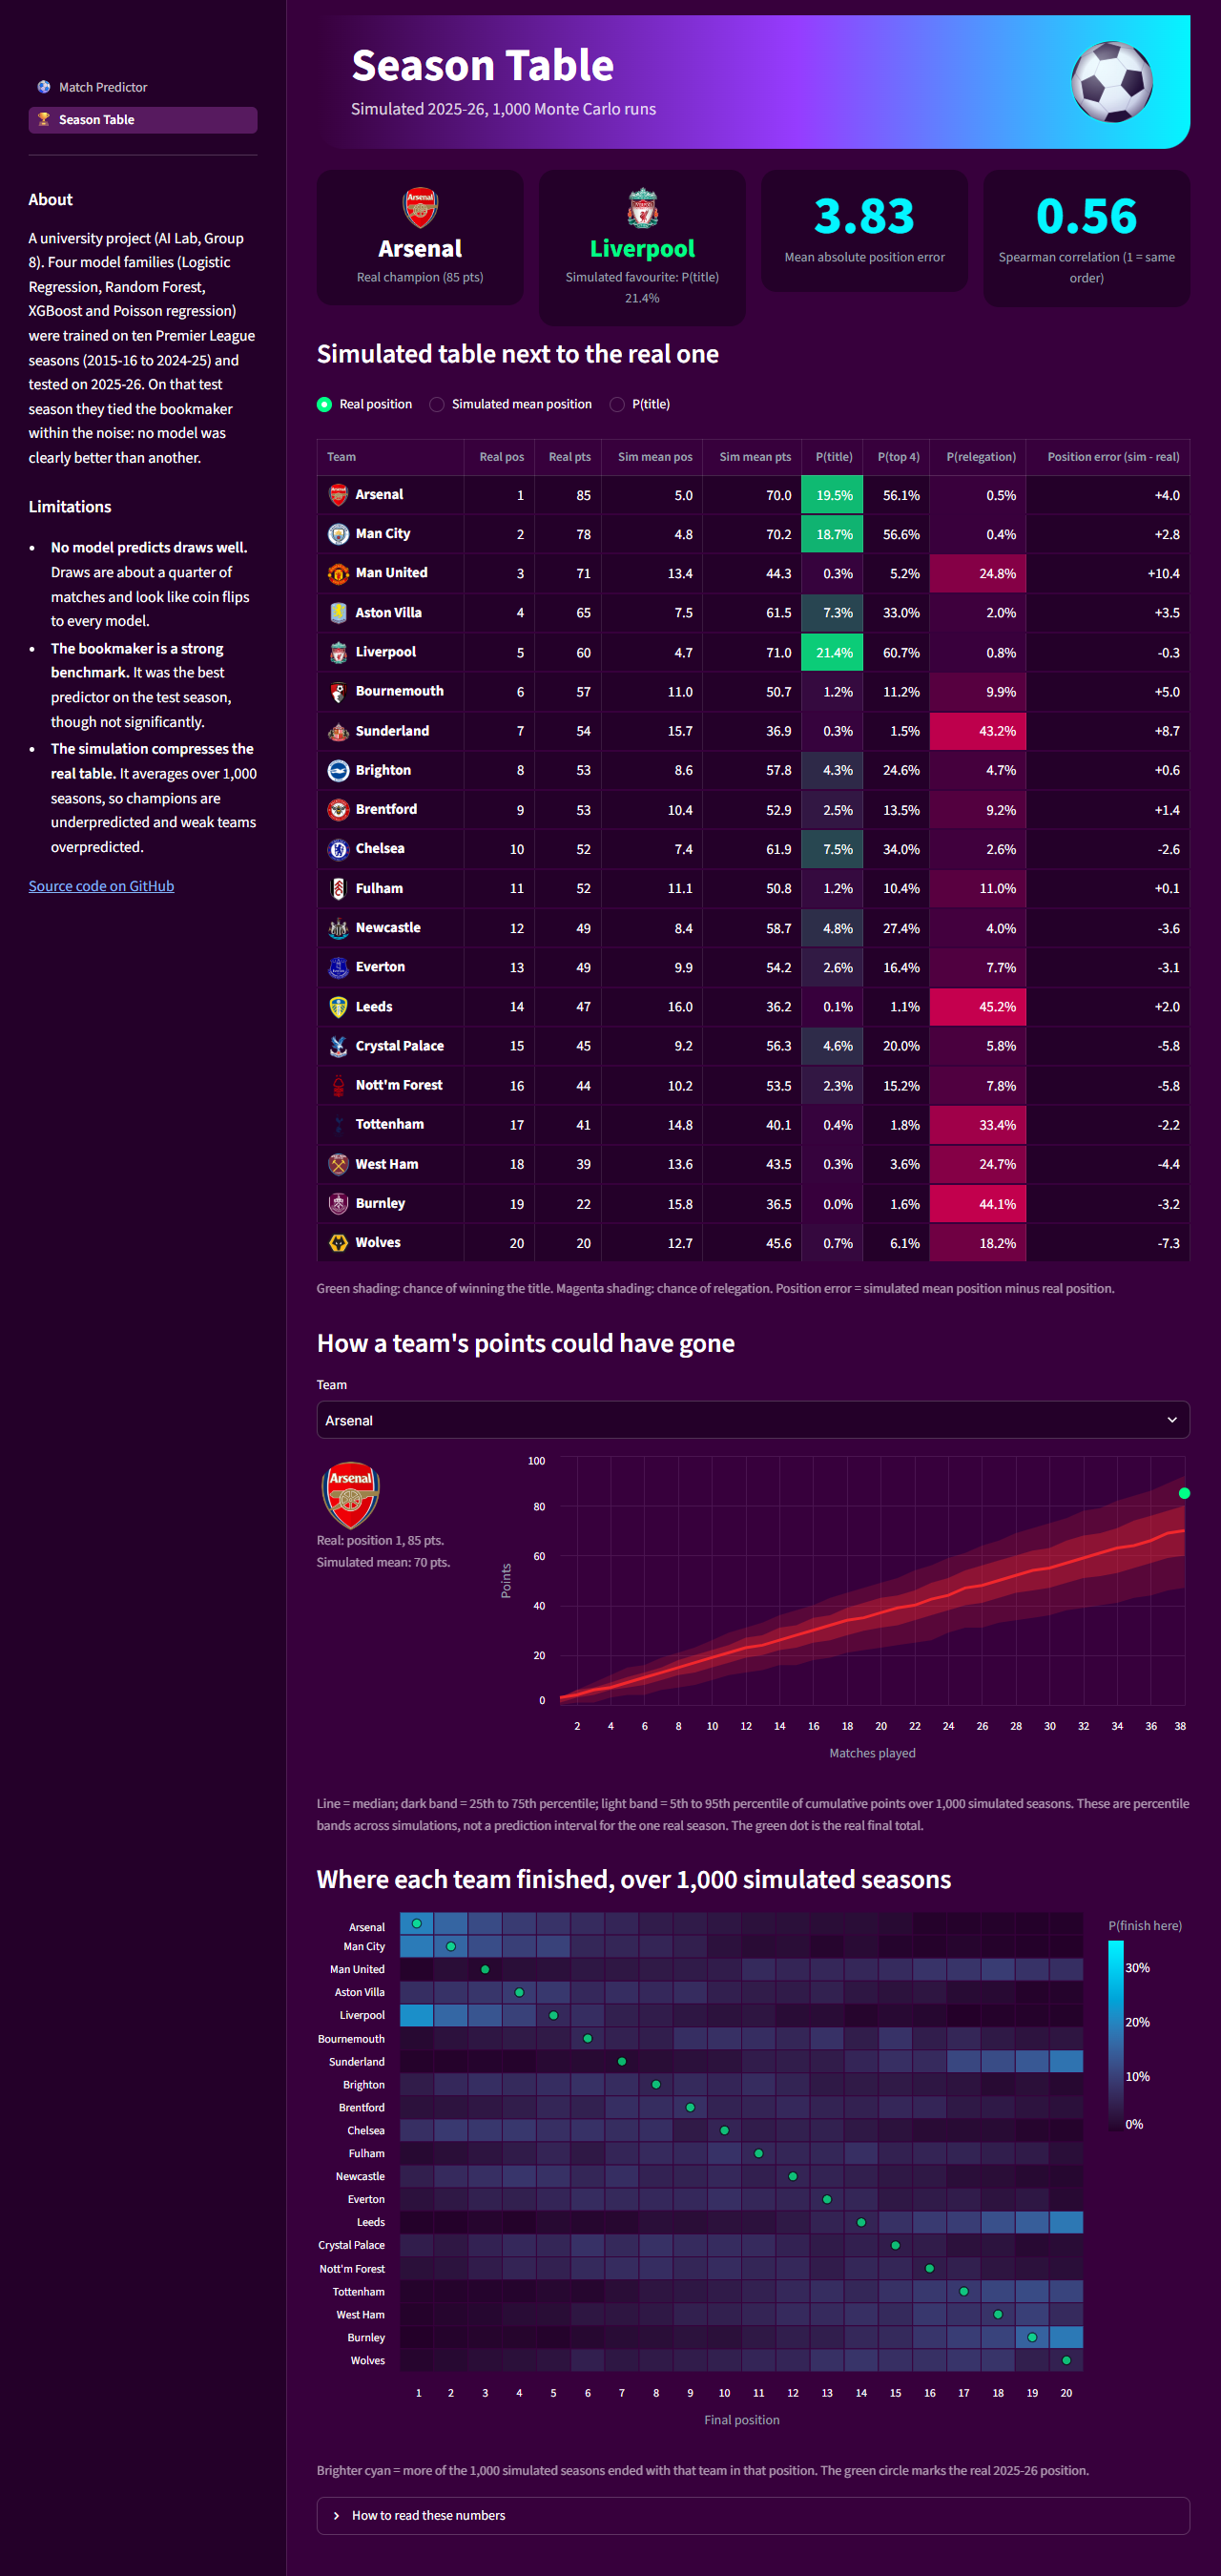 Match Predictor
Season Table
About
A university project (AI Lab, Group
8). Four model families (Logistic
Regression, Random Forest,
XGBoost and Poisson regression)
were trained on ten Premier League
seasons (2015-16 to 2024-25) and
tested on 2025-26. On that test
season they tied the bookmaker
within the noise: no model was
clearly better than another.
Limitations
• No model predicts draws well.
Draws are about a quarter of
matches and look like coin flips
to every model.
• The bookmaker is a strong
benchmark. It was the best
predictor on the test season,
though not significantly.
• The simulation compresses the
real table. It averages over 1,000
seasons, so champions are
underpredicted and weak teams
overpredicted.
Source code on GitHub
Season Table
Simulated 2025-26, 1,000 Monte Carlo runs
Arsenal
Arsenal
Real champion (85 pts)
Liverpool
Simulated favourite: P(title)
21.4%
3.83
Mean absolute position error
0.56
Spearman correlation (1 = same
order)
Simulated table next to the real one
Real position Simulated mean position P(title)
Team Real pos Real pts Sim mean pos Sim mean pts P(title) P(top 4) P(relegation) Position error (sim - real)
Arsenal 1 85 5.0 70.0 19.5% 56.1% 0.5% +4.0
Man City 2 78 4.8 70.2 18.7% 56.6% 0.4% +2.8
Man United 3 71 13.4 44.3 0.3% 5.2% 24.8% +10.4
Aston Villa 4 65 7.5 61.5 7.3% 33.0% 2.0% +3.5
Liverpool 5 60 4.7 71.0 21.4% 60.7% 0.8% -0.3
Bournemouth 6 57 11.0 50.7 1.2% 11.2% 9.9% +5.0
Sunderland 7 54 15.7 36.9 0.3% 1.5% 43.2% +8.7
Brighton 8 53 8.6 57.8 4.3% 24.6% 4.7% +0.6
Brentford 9 53 10.4 52.9 2.5% 13.5% 9.2% +1.4
Chelsea 10 52 7.4 61.9 7.5% 34.0% 2.6% -2.6
Fulham 11 52 11.1 50.8 1.2% 10.4% 11.0% +0.1
Newcastle 12 49 8.4 58.7 4.8% 27.4% 4.0% -3.6
Everton 13 49 9.9 54.2 2.6% 16.4% 7.7% -3.1
Leeds 14 47 16.0 36.2 0.1% 1.1% 45.2% +2.0
Crystal Palace 15 45 9.2 56.3 4.6% 20.0% 5.8% -5.8
Nott'm Forest 16 44 10.2 53.5 2.3% 15.2% 7.8% -5.8
Tottenham 17 41 14.8 40.1 0.4% 1.8% 33.4% -2.2
West Ham 18 39 13.6 43.5 0.3% 3.6% 24.7% -4.4
Burnley 19 22 15.8 36.5 0.0% 1.6% 44.1% -3.2
Wolves 20 20 12.7 45.6 0.7% 6.1% 18.2% -7.3
Green shading: chance of winning the title. Magenta shading: chance of relegation. Position error = simulated mean position minus real position.
How a team's points could have gone
Team
Arsenal
Arsenal
Real: position 1, 85 pts.
Simulated mean: 70 pts.
Points
100
80
60
40
20
0
2 4 6 8 10 12 14 16 18 20 22 24 26 28 30 32 34 36 38
Matches played
Line = median; dark band = 25th to 75th percentile; light band = 5th to 95th percentile of cumulative points over 1,000 simulated seasons. These are percentile
bands across simulations, not a prediction interval for the one real season. The green dot is the real final total.
Where each team finished, over 1,000 simulated seasons
Arsenal
Man City
Man United
Aston Villa
Liverpool
Bournemouth
Sunderland
Brighton
Brentford
Chelsea
Fulham
Newcastle
Everton
Leeds
Crystal Palace
Nott'm Forest
Tottenham
West Ham
Burnley
Wolves
1 2 3 4 5 6 7 8 9 10 11 12 13 14 15 16 17 18 19 20
Final position
P(finish here)
30%
20%
10%
0%
Brighter cyan = more of the 1,000 simulated seasons ended with that team in that position. The green circle marks the real 2025-26 position.
How to read these numbers